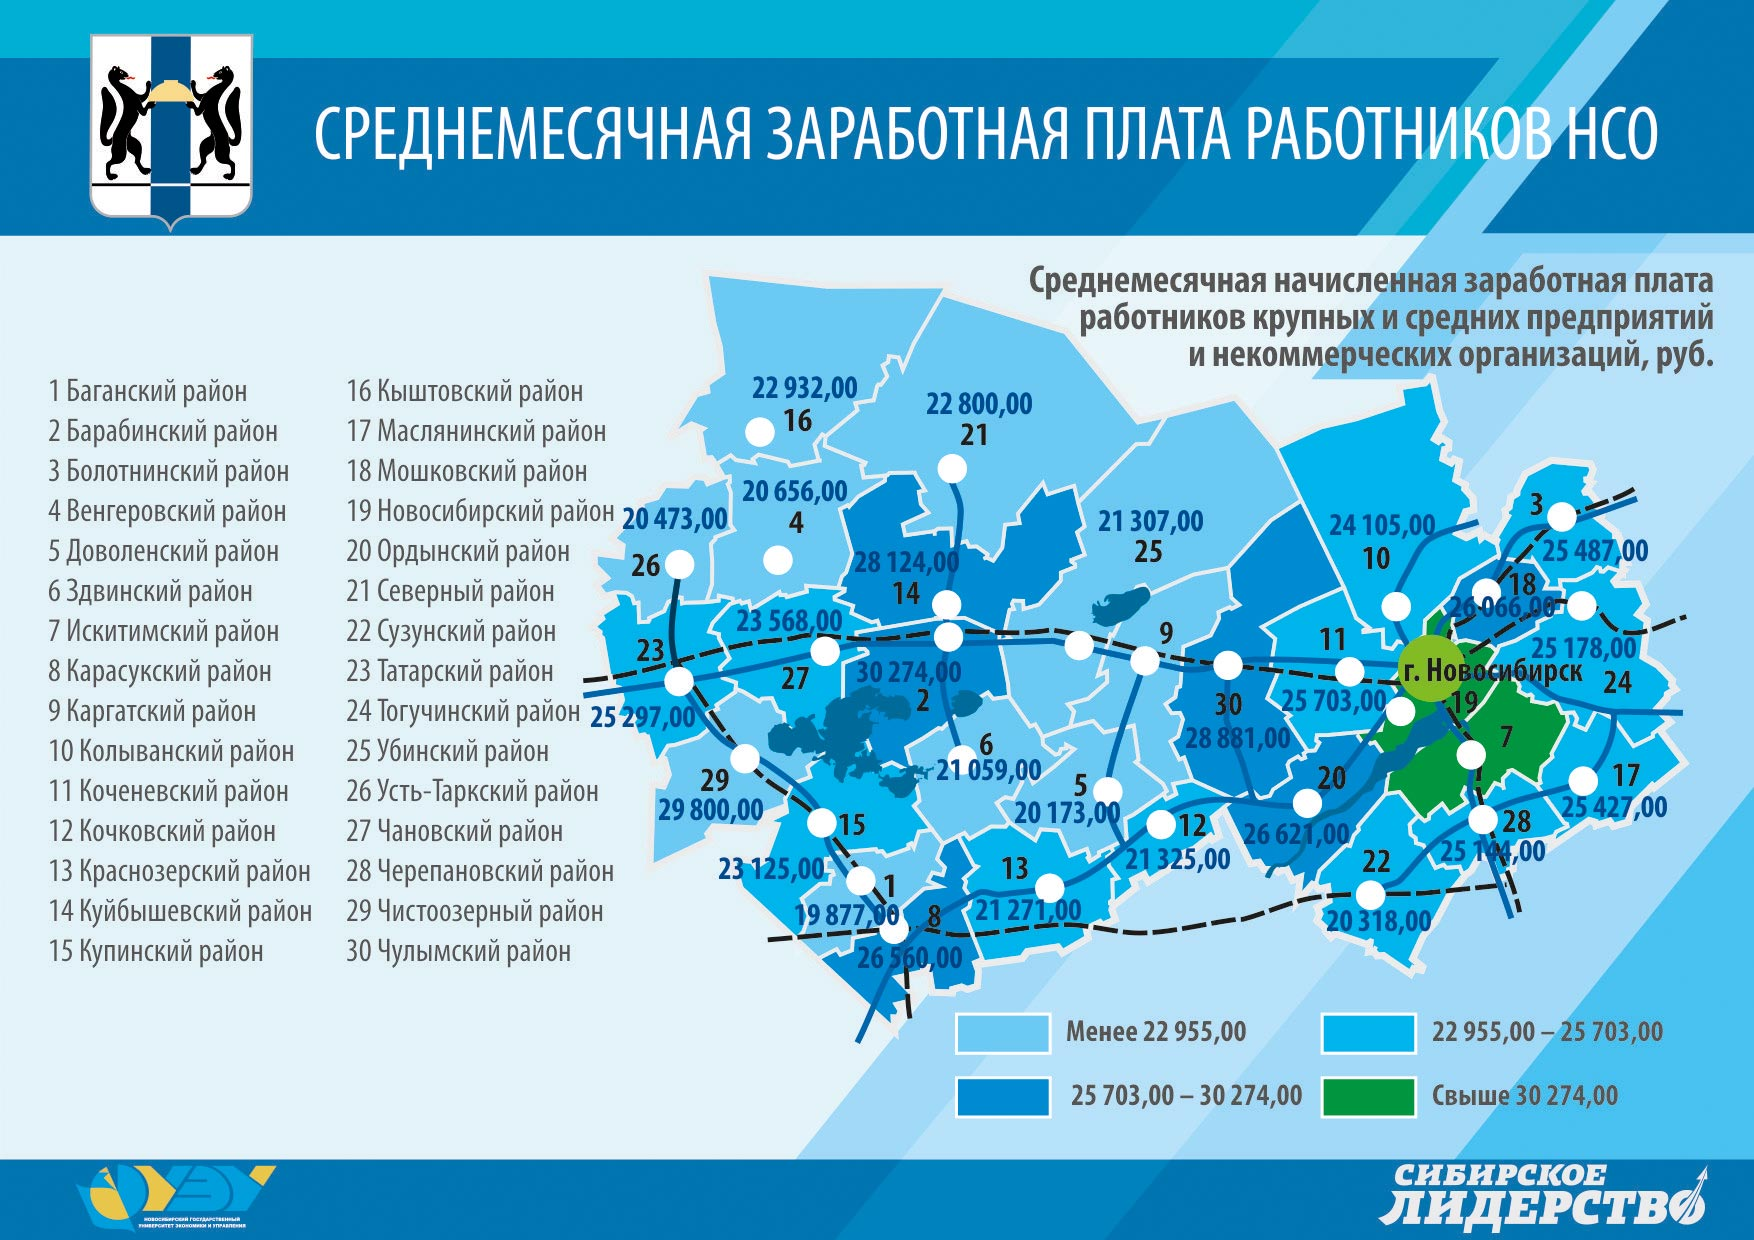 СРЕДНЕМЕСЯЧНАЯ ЗАРАБОТНАЯ ПЛАТА РАБОТНИКОВ НСО
Среднемесячная начисленная заработная плата
работников крупных и средних предприятий
и некоммерческих организаций, руб.
1 Баганский район
2 Барабинский район
3 Болотнинский район
4 Венгеровский район
5 Доволенский район
6 Здвинский район
7 Искитимский район
8 Карасукский район
9 Каргатский район
10 Колыванский район
11 Коченевский район
12 Кочковский район
13 Краснозерский район
14 Куйбышевский район
15 Купинский район
16 Кыштовский район
17 Маслянинский район
18 Мошковский район
19 Новосибирский район
20 Ордынский район
21 Северный район
22 Сузунский район
23 Татарский район
24 Тогучинский район
25 Убинский район
26 Усть-Таркский район
27 Чановский район
28 Черепановский район
29 Чистоозерный район
30 Чулымский район
22 932,00
16
22 800,00
21
20 656,00
4
20 473,00
26
28 124,00
14
21 307,00
25
24 105,00
10
3
25 487,00
18
26 066,00
25 178,00
24
23 568,00
27
23
25 297,00
30 274,00
2
9
11
25 703,00
г. Новосибирск
19
30
28 881,00
7
6
21 059,00
29
29 800,00
5
20 173,00
20
26 621,00
17
25 427,00
15
23 125,00
12
21 325,00
28
25 144,00
13
21 271,00
22
20 318,00
1
19 877,00
8
26 560,00
Менее 22 955,00
22 955,00 – 25 703,00
25 703,00 – 30 274,00
Свыше 30 274,00
НОВОСИБИРСКИЙ ГОСУДАРСТВЕННЫЙ
УНИВЕРСИТЕТ ЭКОНОМИКИ И УПРАВЛЕНИЯ
СИБИРСКОЕ
ЛИДЕРСТВО